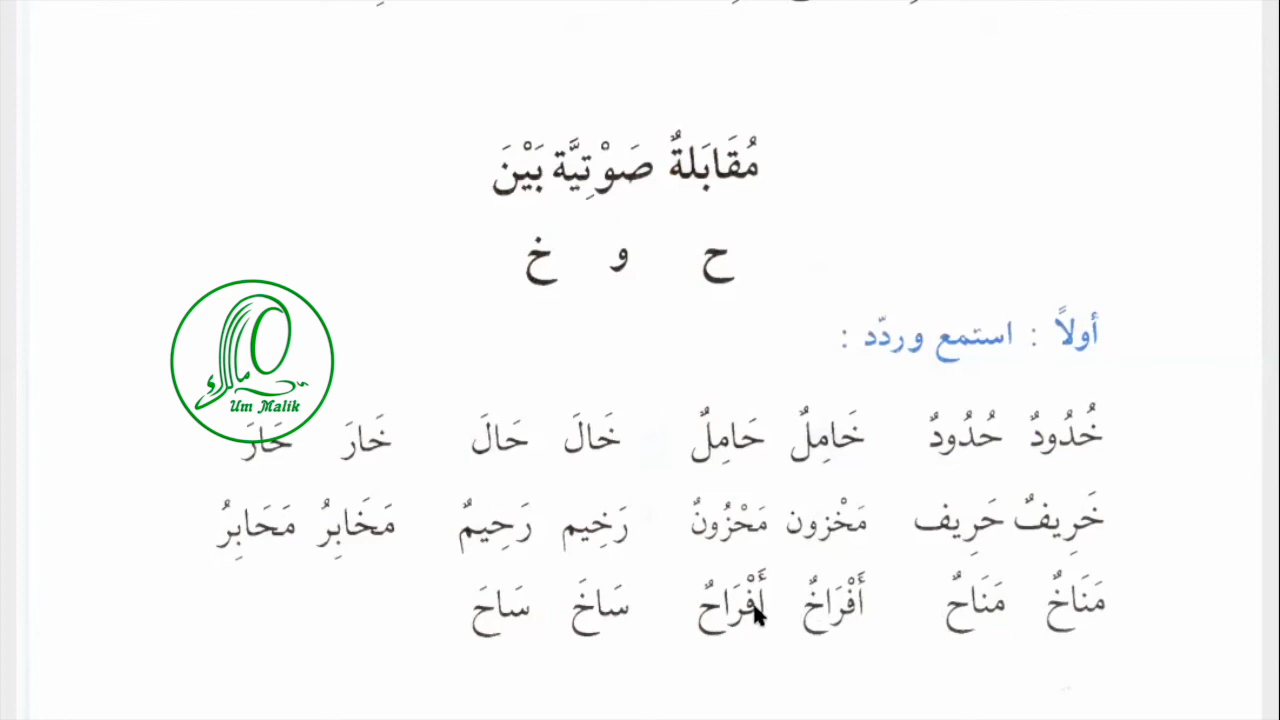 مُقَابَلةٌ صَوْتِيَّة بَيْنَ
ح و خ
أولاً : استمع وردّد :
Um Malik
خُدُودٌ حُدُودٌ خَامِلٌ حَامِلٌ خَالَ حَالَ خَارَ حَارَ
خَرِيفٌ حَرِيف مَخْزون مَحْزُونٌ رَخِيم رَحِيمٌ مَخَابِرُ مَحَابِرُ
مَنَاخٌ مَنَاحٌ أَفْرَاخٌ أَفْرَاحٌ سَاخَ سَاحَ